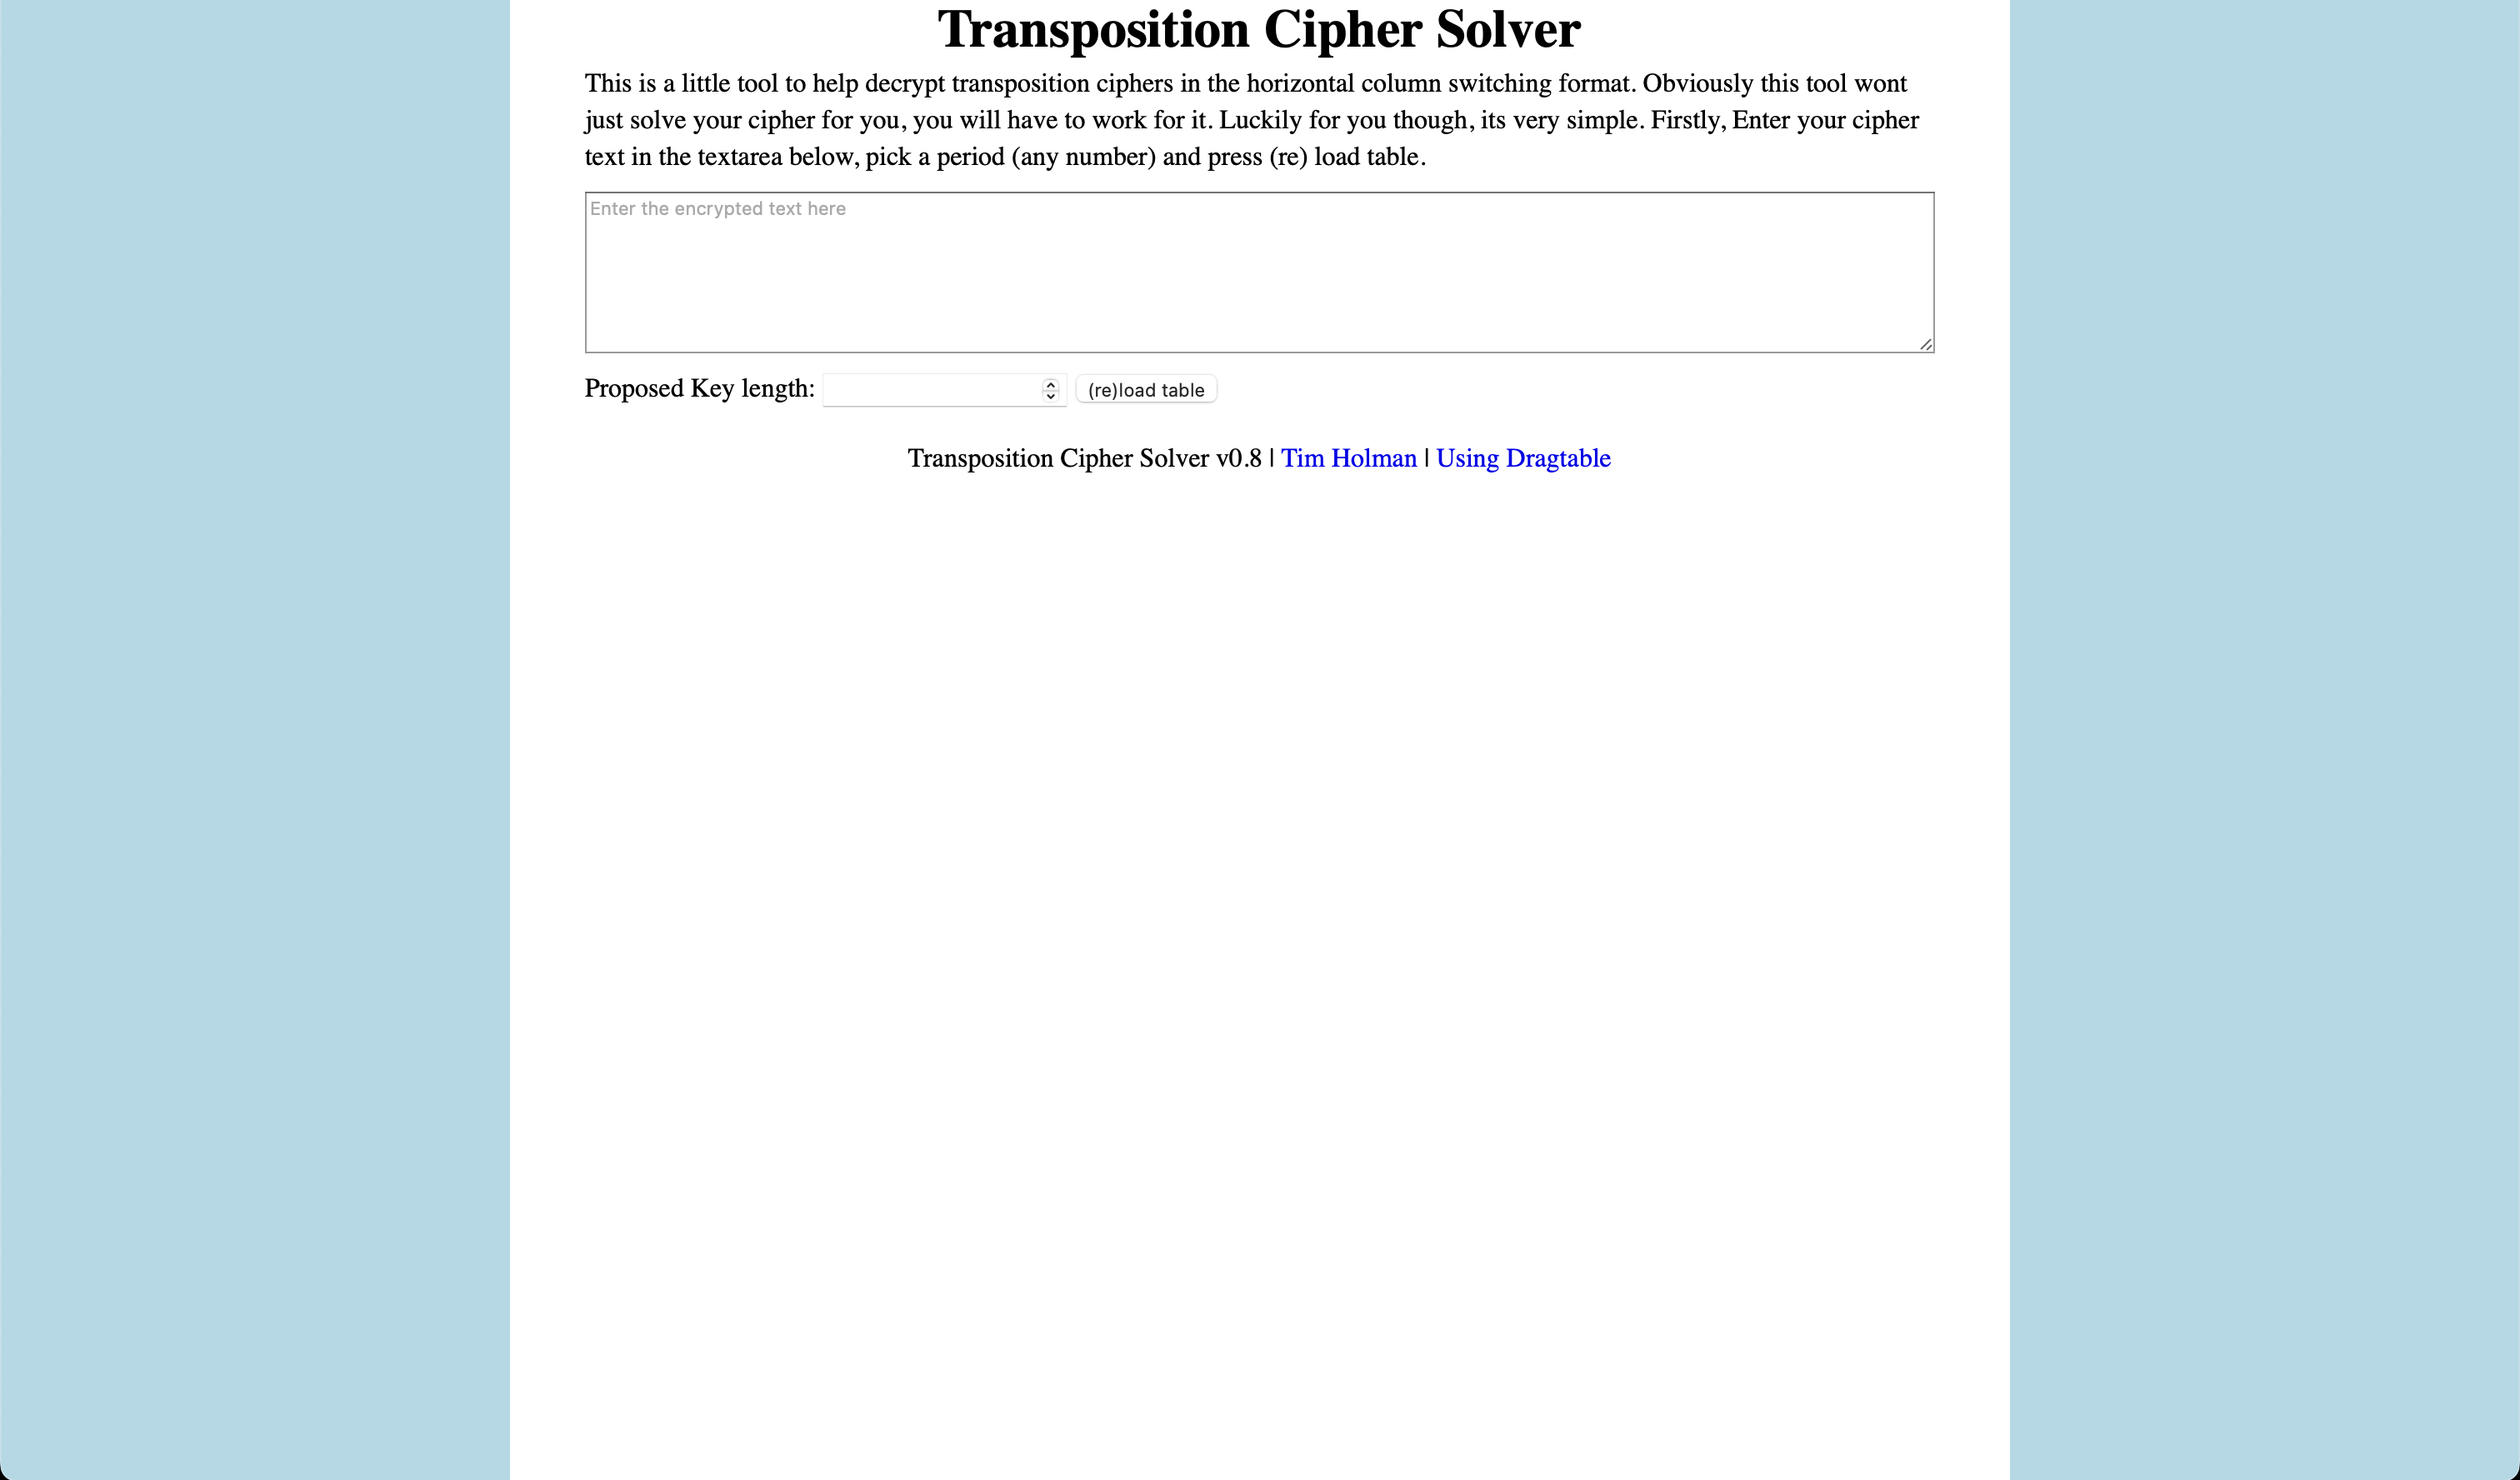 Transposition Cipher Solver
This is a little tool to help decrypt transposition ciphers in the horizontal column switching format. Obviously this tool wont
just solve your cipher for you, you will have to work for it. Luckily for you though, its very simple. Firstly, Enter your cipher
text in the textarea below, pick a period (any number) and press (re) load table.
Enter the encrypted text here
Proposed Key length: (re)load table
Transposition Cipher Solver v0.8 | Tim Holman | Using Dragtable